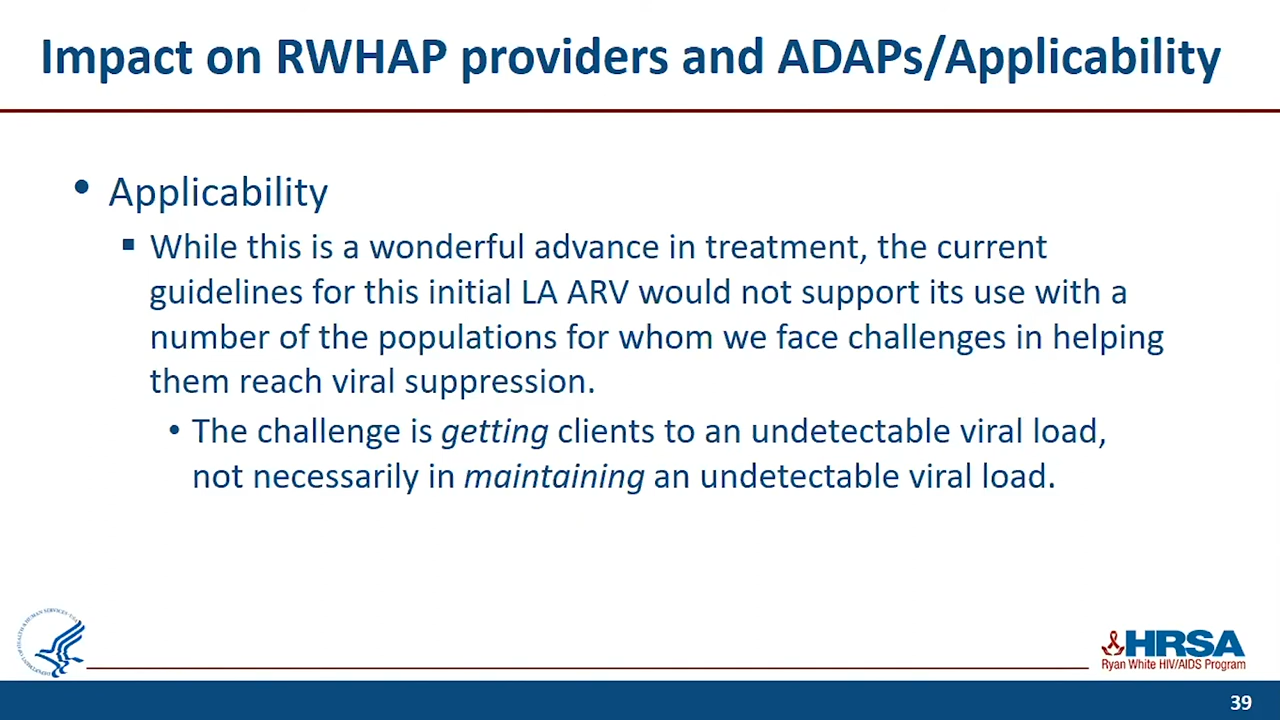 Impact on RWHAP providers and ADAPs/Applicability
• Applicability
▪ While this is a wonderful advance in treatment, the current
guidelines for this initial LA ARV would not support its use with a
number of the populations for whom we face challenges in helping
them reach viral suppression.
• The challenge is getting clients to an undetectable viral load,
not necessarily in maintaining an undetectable viral load.
HRSA
Ryan White HIV/AIDS Program
39